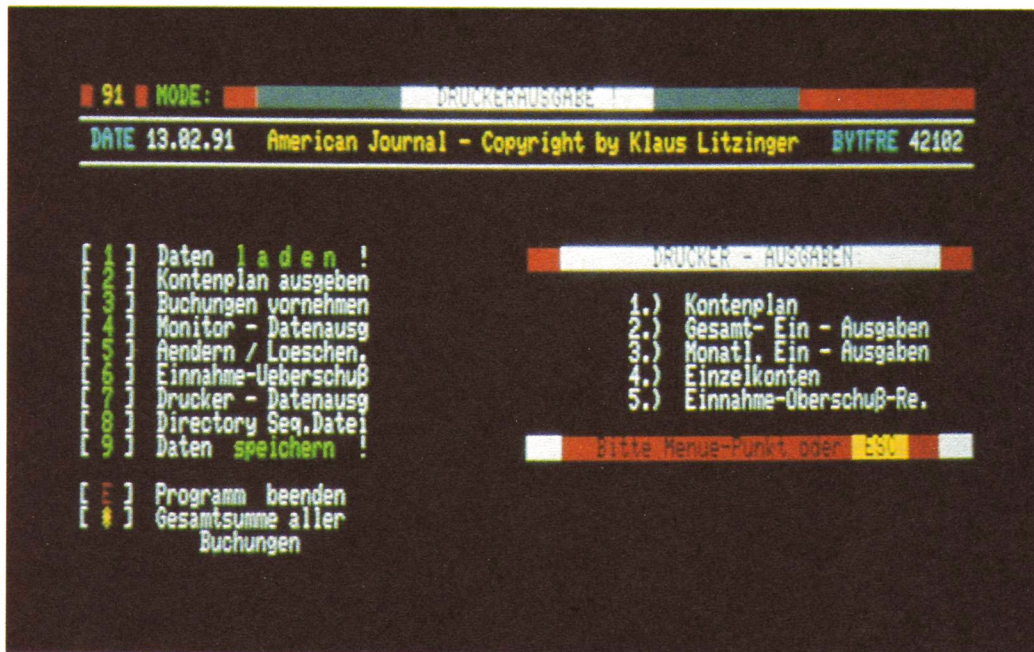 91 MODE: DRUCKERAUSGABE !
DATE 13.02.91 American Journal - Copyright by Klaus Litzinger BYTFRE 42102
[ 1 ] Daten l a d e n !
[ 2 ] Kontenplan ausgeben
[ 3 ] Buchungen vornehmen
[ 4 ] Monitor - Datenausg
[ 5 ] Aendern / Loeschen.
[ 6 ] Einnahme-Ueberschuß
[ 7 ] Drucker - Datenausg
[ 8 ] Directory Seq.Datei
[ 9 ] Daten speichern !
[ E ] Programm beenden
[ * ] Gesamtsumme aller
Buchungen
DRUCKER - AUSGABEN:
1.) Kontenplan
2.) Gesamt- Ein - Ausgaben
3.) Monatl. Ein - Ausgaben
4.) Einzelkonten
5.) Einnahme-Oberschuß-Re.
Bitte Menue-Punkt oder ESC